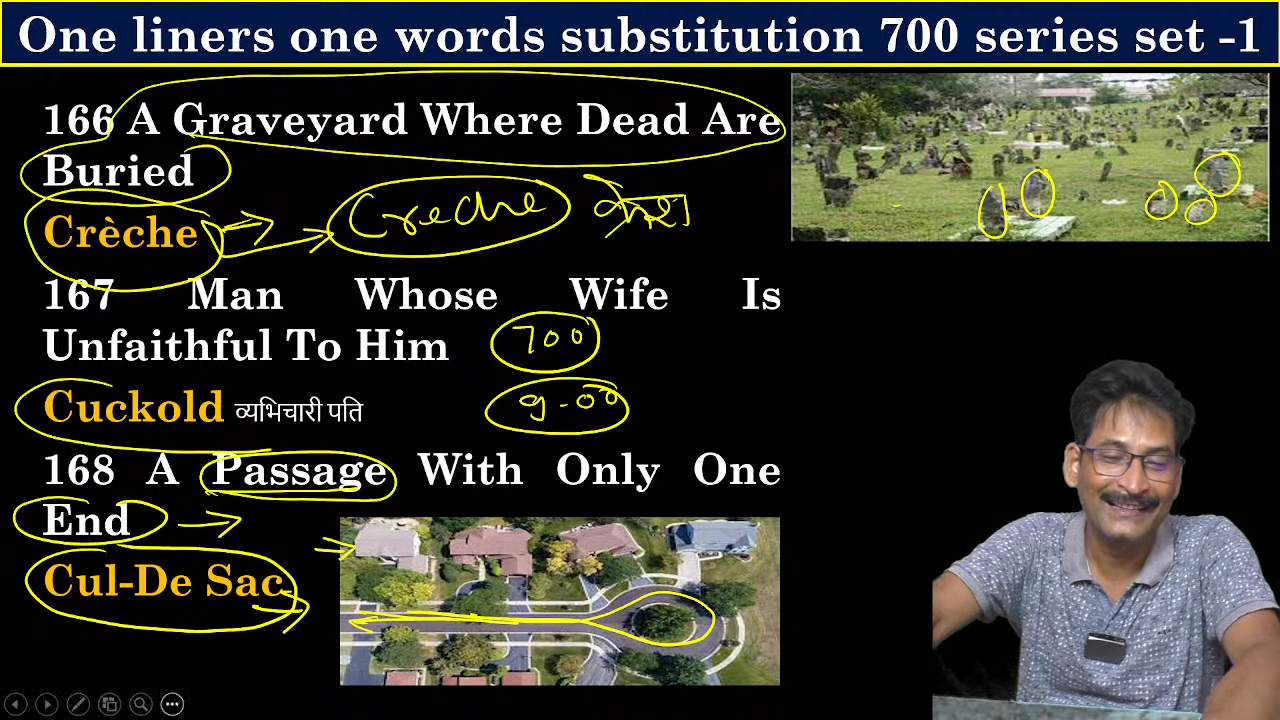 One liners one words substitution 700 series set -1
166 A Graveyard Where Dead Are
Buried
Crèche
Creche क्रेश
167 Man Whose Wife Is
Unfaithful To Him
700
Cuckold व्यभिचारी पति
9-00
168 A Passage With Only One
End
Cul-De Sac